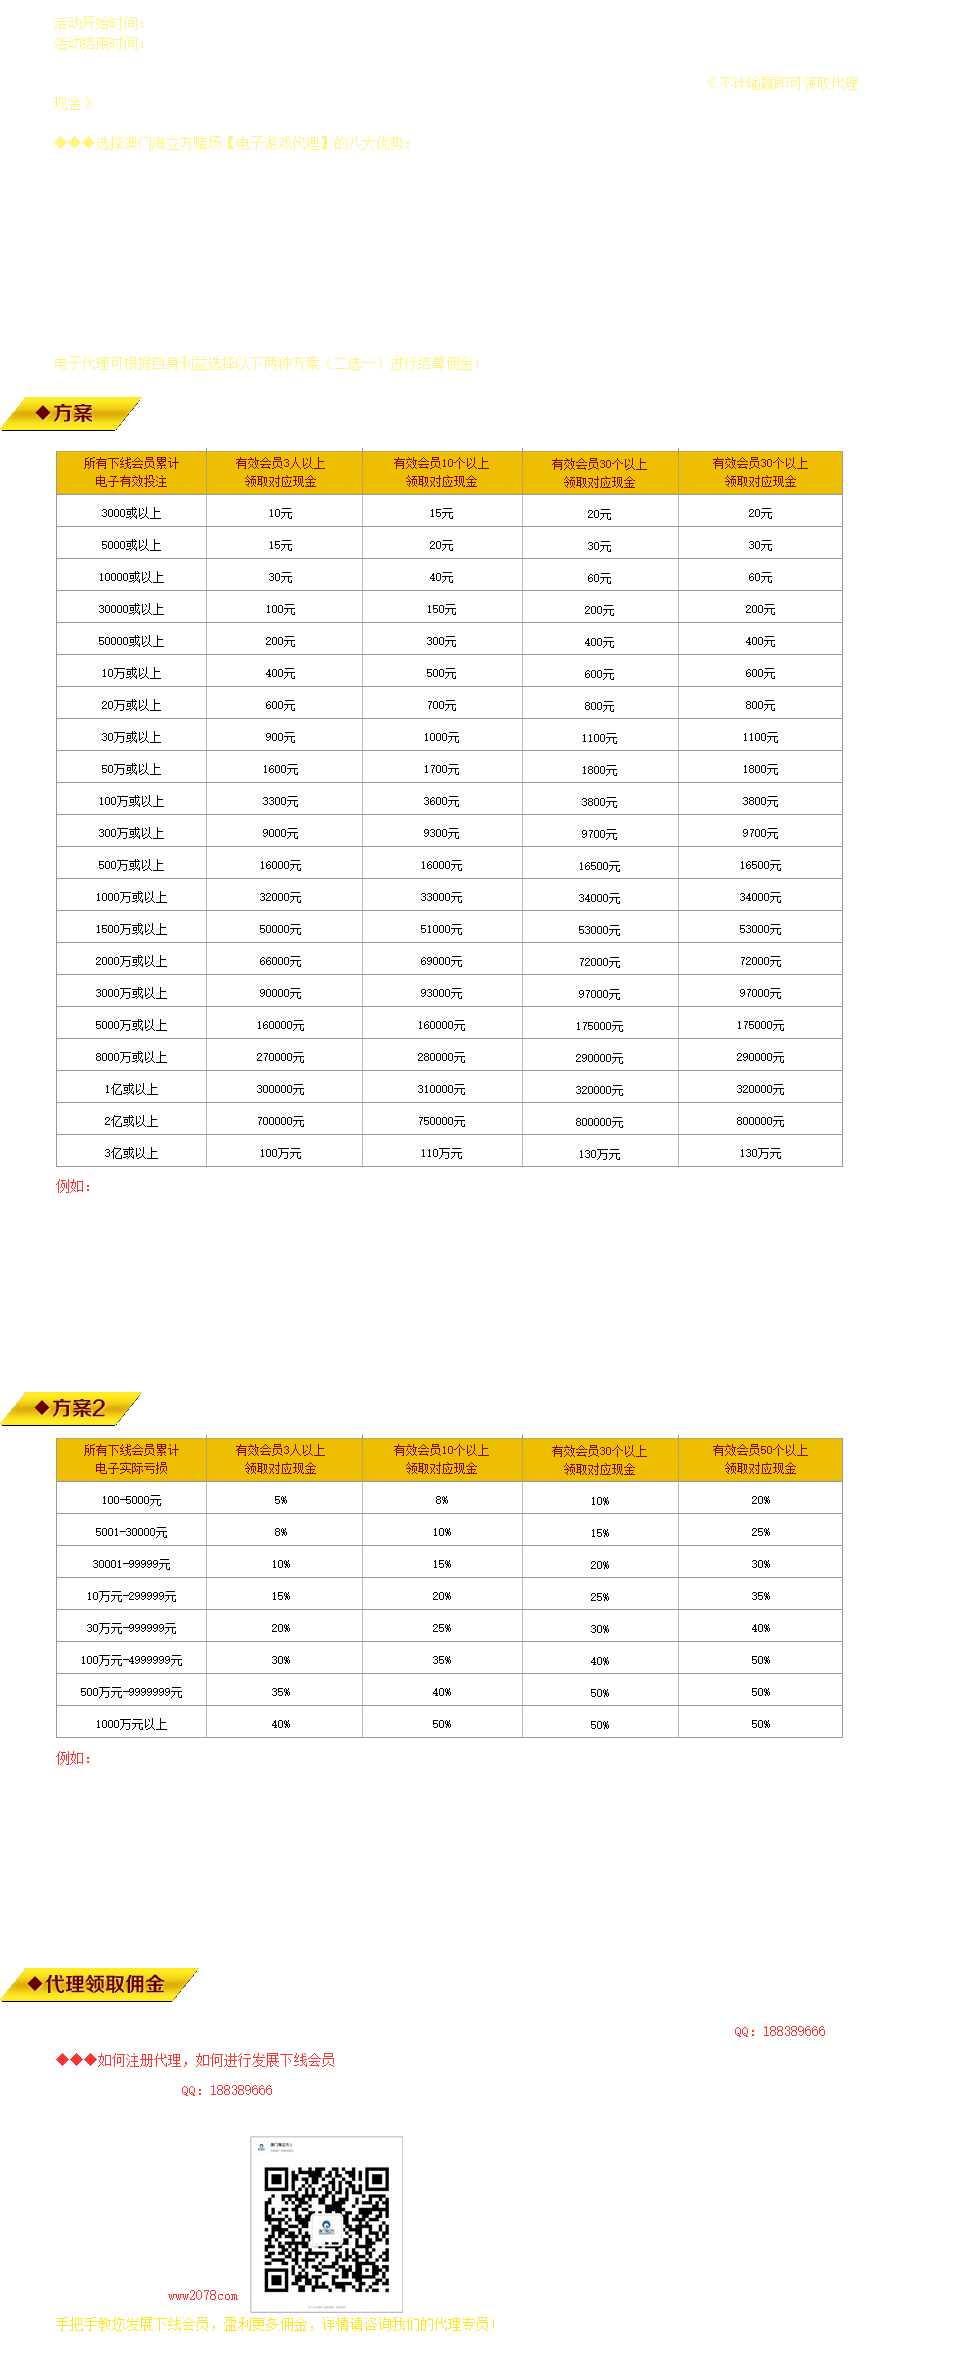 活动开始时间：
活动结束时间：
《不计输赢即可领取代理
现金》
◆◆◆选择澳门海立方赌场【电子游戏代理】的八大优势：
电子代理可根据自身利益选择以下两种方案（二选一）进行结算佣金！
◆方案
所有下线会员累计电子有效投注 有效会员3人以上领取对应现金 有效会员10个以上领取对应现金 有效会员30个以上领取对应现金 有效会员30个以上领取对应现金
3000或以上 10元 15元 20元 20元
5000或以上 15元 20元 30元 30元
10000或以上 30元 40元 60元 60元
30000或以上 100元 150元 200元 200元
50000或以上 200元 300元 400元 400元
10万或以上 400元 500元 600元 600元
20万或以上 600元 700元 800元 800元
30万或以上 900元 1000元 1100元 1100元
50万或以上 1600元 1700元 1800元 1800元
100万或以上 3300元 3600元 3800元 3800元
300万或以上 9000元 9300元 9700元 9700元
500万或以上 16000元 16000元 16500元 16500元
1000万或以上 32000元 33000元 34000元 34000元
1500万或以上 50000元 51000元 53000元 53000元
2000万或以上 66000元 69000元 72000元 72000元
3000万或以上 90000元 93000元 97000元 97000元
5000万或以上 160000元 160000元 175000元 175000元
8000万或以上 270000元 280000元 290000元 290000元
1亿或以上 300000元 310000元 320000元 320000元
2亿或以上 700000元 750000元 800000元 800000元
3亿或以上 100万元 110万元 130万元 130万元
例如：
◆方案2
所有下线会员累计电子实际亏损 有效会员3人以上领取对应现金 有效会员10个以上领取对应现金 有效会员30个以上领取对应现金 有效会员50个以上领取对应现金
100-5000元 5% 8% 10% 20%
5001-30000元 8% 10% 15% 25%
30001-99999元 10% 15% 20% 30%
10万元-299999元 15% 20% 25% 35%
30万元-999999元 20% 25% 30% 40%
100万元-4999999元 30% 35% 40% 50%
500万元-9999999元 35% 40% 50% 50%
1000万元以上 40% 50% 50% 50%
例如：
◆代理领取佣金
QQ：188389666
◆◆◆如何注册代理，如何进行发展下线会员
QQ：188389666
www2078com
手把手教您发展下线会员，盈利更多佣金，详情请咨询我们的代理专员！